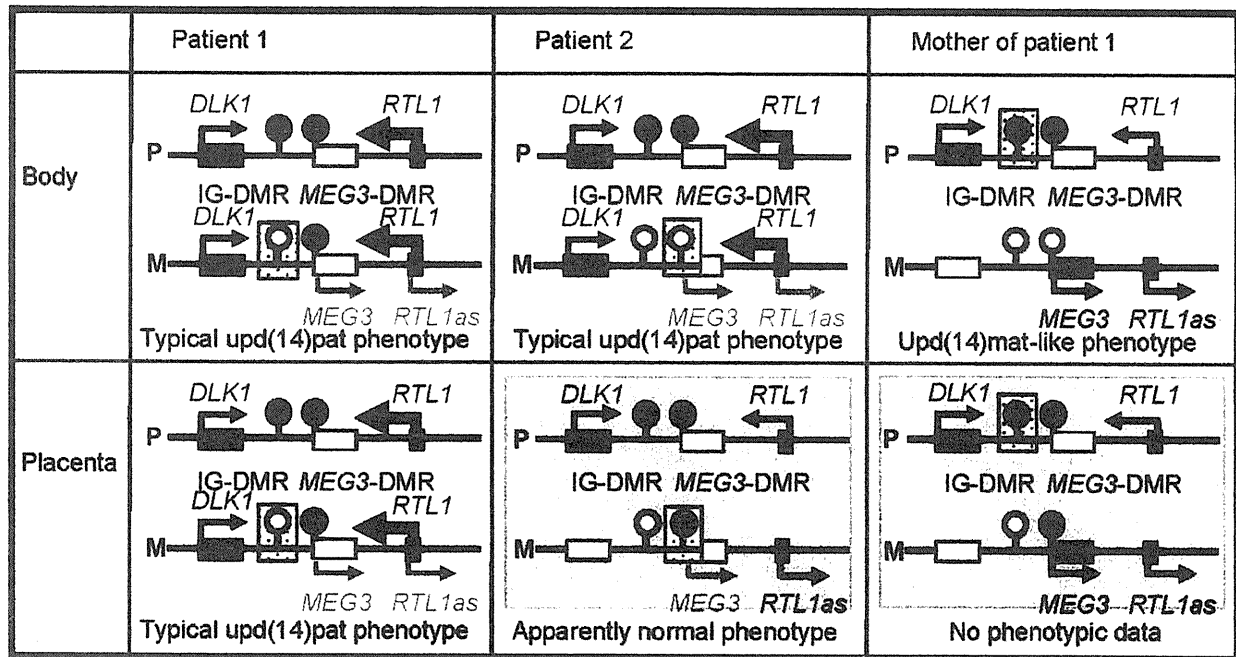 Patient 1
Patient 2
Mother of patient 1
Body
DLK1
RTL1
P
IG-DMR MEG3-DMR
DLK1
RTL1
M
MEG3 RTL1as
Typical upd(14)pat phenotype
DLK1
RTL1
P
IG-DMR MEG3-DMR
DLK1
RTL1
M
MEG3 RTL1as
Typical upd(14)pat phenotype
DLK1
RTL1
P
IG-DMR MEG3-DMR
M
MEG3 RTL1as
Upd(14)mat-like phenotype
Placenta
DLK1
RTL1
P
IG-DMR MEG3-DMR
DLK1
RTL1
M
MEG3 RTL1as
Typical upd(14)pat phenotype
DLK1
RTL1
P
IG-DMR MEG3-DMR
M
MEG3 RTL1as
Apparently normal phenotype
DLK1
RTL1
P
IG-DMR MEG3-DMR
M
MEG3 RTL1as
No phenotypic data